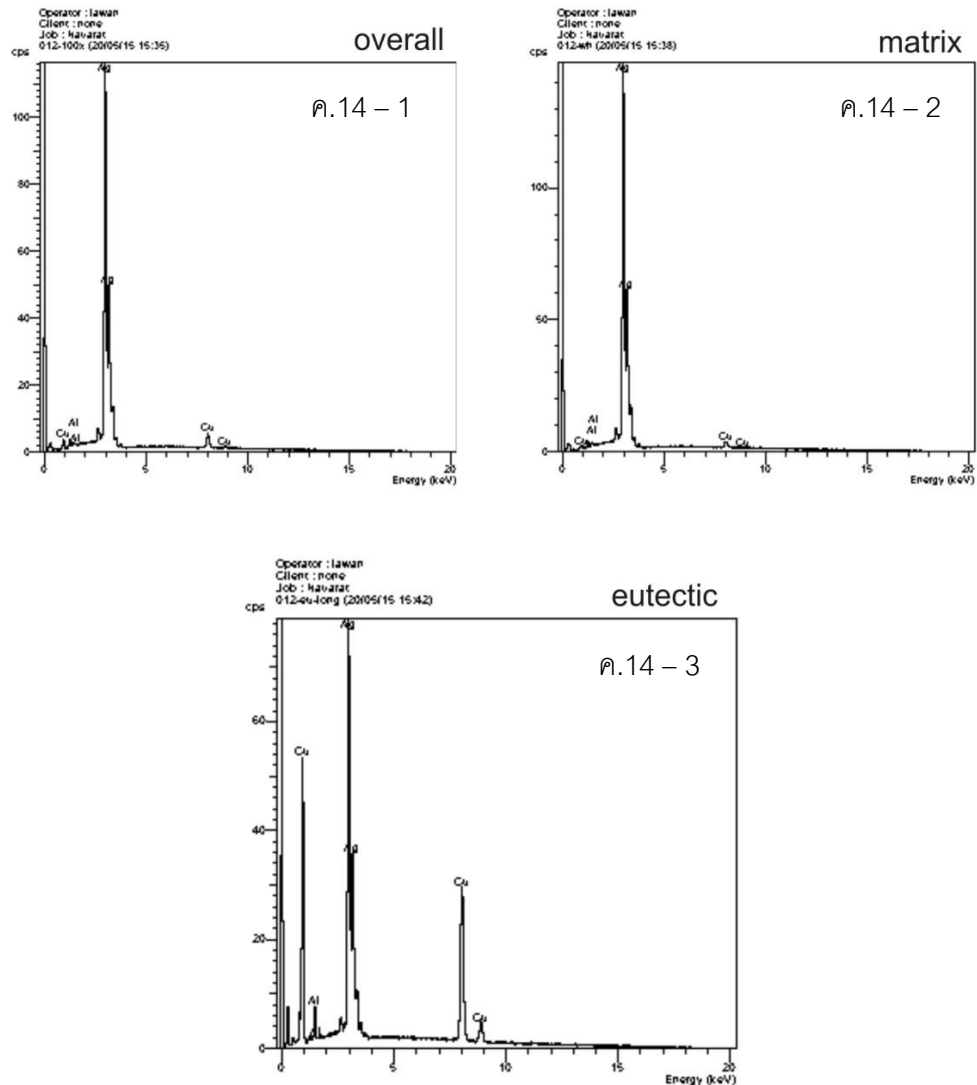 Operator : lawan
Client : none
Job : kavarat
012-100x (20/05/15 15:35)
overall
cps
ค.14 – 1
Ag
Ag
100
80
60
40
20
0
Cu
Al
Al
Cu
Cu
0
5
10
15
20
Energy (keV)
Operator : lawan
Client : none
Job : kavarat
012-wh (20/05/15 15:38)
matrix
cps
ค.14 – 2
Ag
Ag
100
50
0
Cu
Al
Al
Cu
Cu
0
5
10
15
20
Energy (keV)
Operator : lawan
Client : none
Job : kavarat
012-eu-long (20/05/15 15:42)
eutectic
cps
ค.14 – 3
Ag
Ag
60
40
20
0
Cu
Al
Cu
Cu
0
5
10
15
20
Energy (keV)